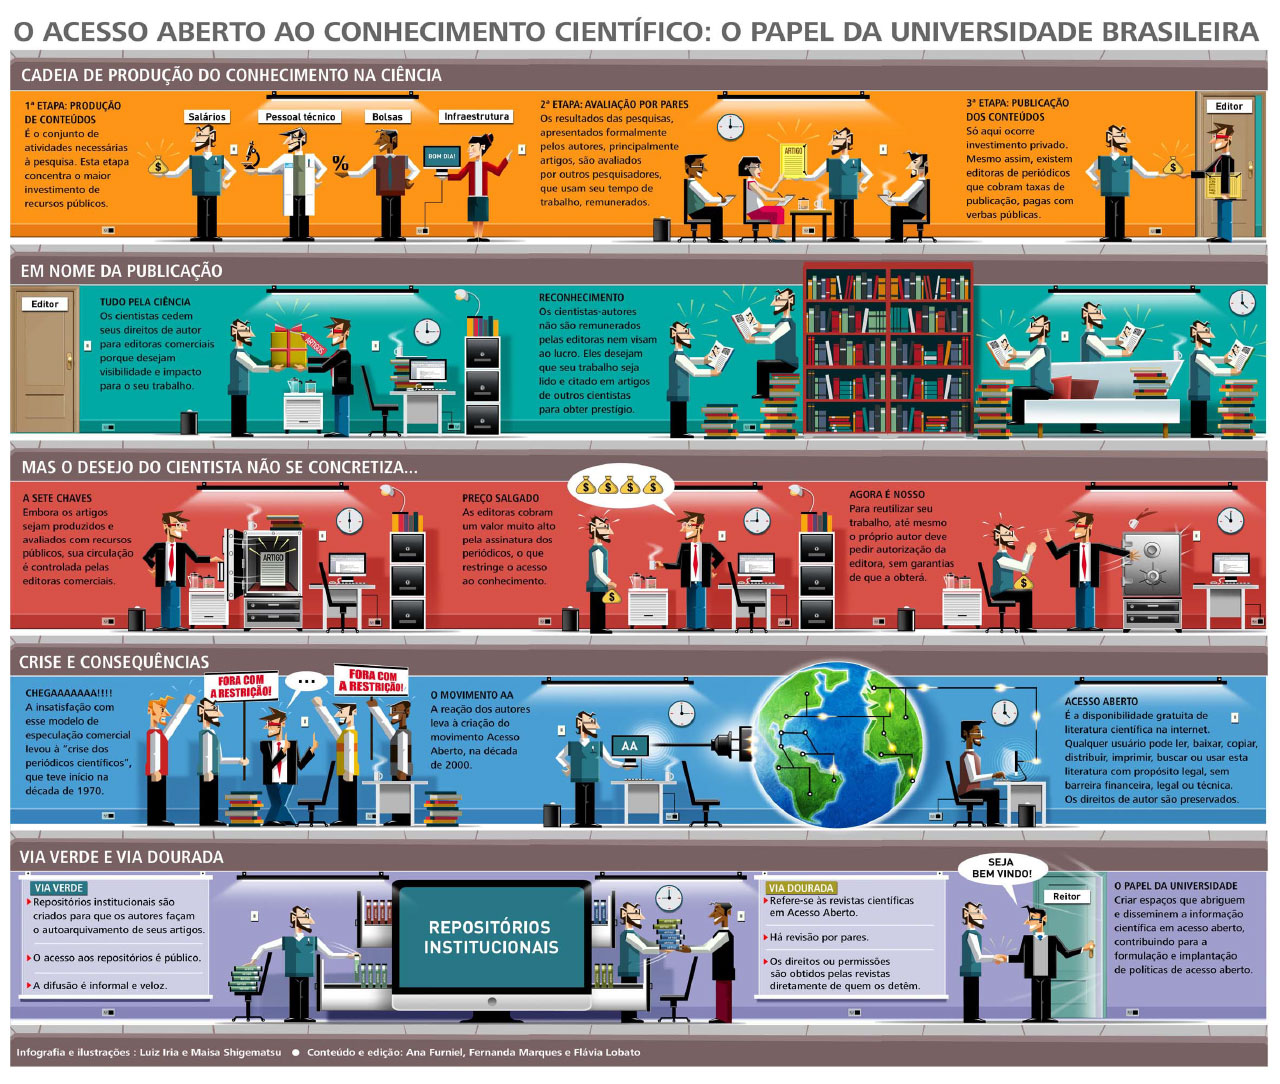 O ACESSO ABERTO AO CONHECIMENTO CIENTÍFICO: O PAPEL DA UNIVERSIDADE BRASILEIRA
CADEIA DE PRODUÇÃO DO CONHECIMENTO NA CIÊNCIA
1ª ETAPA: PRODUÇÃO
DE CONTEÚDOS
É o conjunto de
atividades necessárias
à pesquisa. Esta etapa
concentra o maior
investimento de
recursos públicos.
Salários
$
Pessoal técnico
Bolsas
%
Infraestrutura
BOM DIA!
2ª ETAPA: AVALIAÇÃO POR PARES
Os resultados das pesquisas,
apresentados formalmente
pelos autores, principalmente
artigos, são avaliados
por outros pesquisadores,
que usam seu tempo de
trabalho, remunerados.
ARTIGO
3ª ETAPA: PUBLICAÇÃO
DOS CONTEÚDOS
Só aqui ocorre
investimento privado.
Mesmo assim, existem
editoras de periódicos
que cobram taxas de
publicação, pagas com
verbas públicas.
$
Editor
ARTIGO
EM NOME DA PUBLICAÇÃO
Editor
TUDO PELA CIÊNCIA
Os cientistas cedem
seus direitos de autor
para editoras comerciais
porque desejam
visibilidade e impacto
para o seu trabalho.
ARTIGOS
RECONHECIMENTO
Os cientistas-autores
não são remunerados
pelas editoras nem visam
ao lucro. Eles desejam
que seu trabalho seja
lido e citado em artigos
de outros cientistas
para obter prestígio.
MAS O DESEJO DO CIENTISTA NÃO SE CONCRETIZA...
A SETE CHAVES
Embora os artigos
sejam produzidos e
avaliados com recursos
públicos, sua circulação
é controlada pelas
editoras comerciais.
ARTIGO
PREÇO SALGADO
As editoras cobram
um valor muito alto
pela assinatura dos
periódicos, o que
restringe o acesso
ao conhecimento.
$ $ $ $
$
AGORA É NOSSO
Para reutilizar seu
trabalho, até mesmo
o próprio autor deve
pedir autorização da
editora, sem garantias
de que a obterá.
$
CRISE E CONSEQUÊNCIAS
CHEGAAAAAAA!!!!
A insatisfação com
esse modelo de
especulação comercial
levou à “crise dos
periódicos científicos”,
que teve início na
década de 1970.
FORA COM
A RESTRIÇÃO!
...
FORA COM
A RESTRIÇÃO!
O MOVIMENTO AA
A reação dos autores
leva à criação do
movimento Acesso
Aberto, na década
de 2000.
AA
ACESSO ABERTO
É a disponibilidade gratuita de
literatura científica na internet.
Qualquer usuário pode ler, baixar, copiar,
distribuir, imprimir, buscar ou usar esta
literatura com propósito legal, sem
barreira financeira, legal ou técnica.
Os direitos de autor são preservados.
VIA VERDE E VIA DOURADA
VIA VERDE
Repositórios institucionais são
criados para que os autores façam
o autoarquivamento de seus artigos.
O acesso aos repositórios é público.
A difusão é informal e veloz.
REPOSITÓRIOS
INSTITUCIONAIS
VIA DOURADA
Refere-se às revistas científicas
em Acesso Aberto.
Há revisão por pares.
Os direitos ou permissões
são obtidos pelas revistas
diretamente de quem os detêm.
SEJA
BEM VINDO!
Reitor
O PAPEL DA UNIVERSIDADE
Criar espaços que abriguem
e disseminem a informação
científica em acesso aberto,
contribuindo para a
formulação e implantação
de políticas de acesso aberto.
Infografia e ilustrações : Luiz Iria e Maisa Shigematsu ● Conteúdo e edição: Ana Furniel, Fernanda Marques e Flávia Lobato